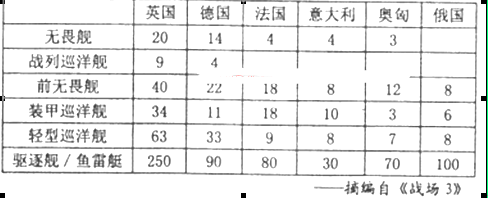 英国 德国 法国 意大利 奥匈 俄国
无畏舰 20 14 4 4 3
战列巡洋舰 9 4
前无畏舰 40 22 18 8 12 8
装甲巡洋舰 34 11 18 10 3 6
轻型巡洋舰 63 33 9 8 7 8
驱逐舰/鱼雷艇 250 90 80 30 70 100
——摘编自《战场3》